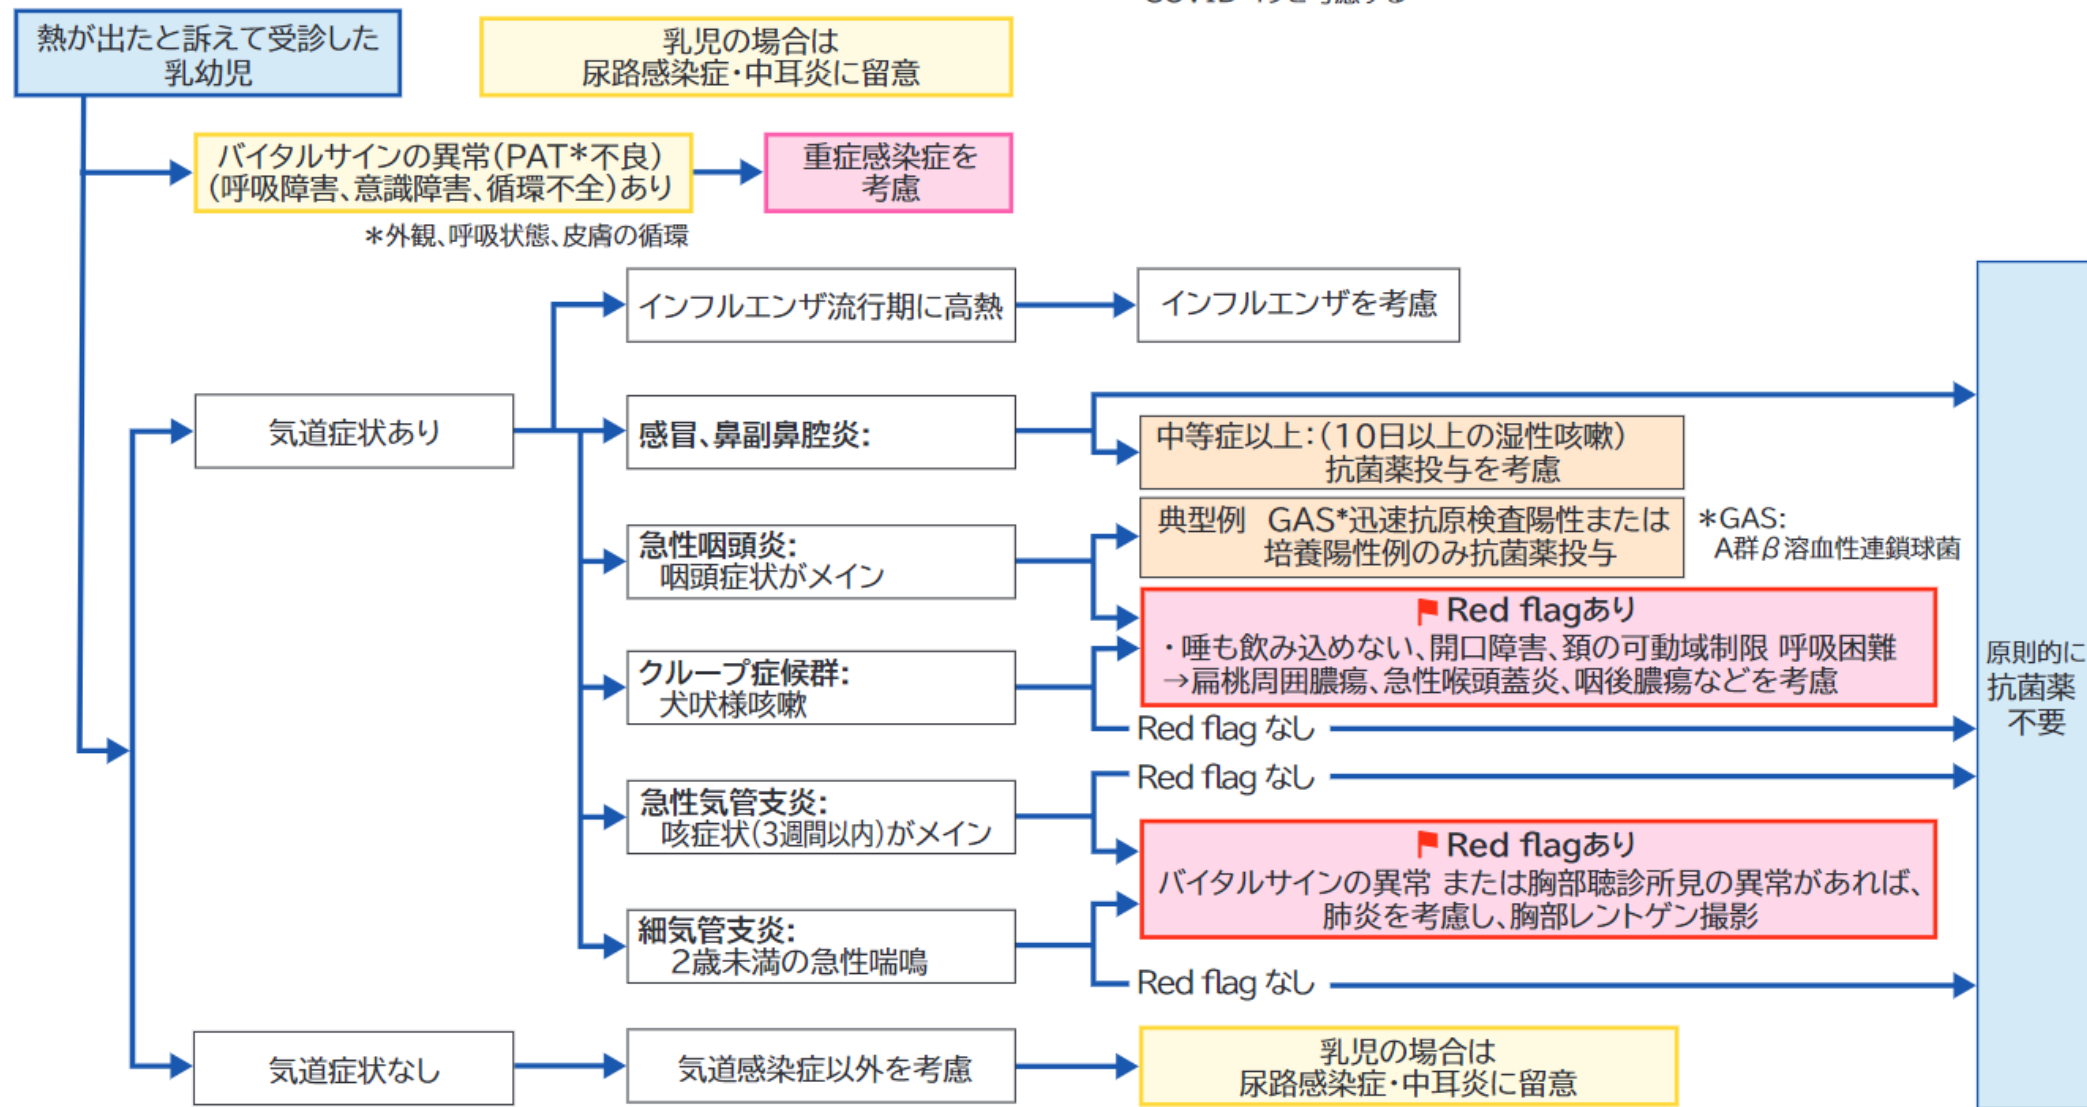 熱が出たと訴えて受診した
乳幼児
乳児の場合は
尿路感染症・中耳炎に留意
バイタルサインの異常(PAT*不良)
(呼吸障害、意識障害、循環不全)あり
重症感染症を
考慮
*外観、呼吸状態、皮膚の循環
インフルエンザ流行期に高熱
インフルエンザを考慮
気道症状あり
感冒、鼻副鼻腔炎:
中等症以上:(10日以上の湿性咳嗽)
抗菌薬投与を考慮
急性咽頭炎:
咽頭症状がメイン
典型例 GAS*迅速抗原検査陽性または
培養陽性例のみ抗菌薬投与
*GAS:
A群β溶血性連鎖球菌
Red flagあり
・唾も飲み込めない、開口障害、頚の可動域制限 呼吸困難
→扁桃周囲膿瘍、急性喉頭蓋炎、咽後膿瘍などを考慮
クループ症候群:
犬吠様咳嗽
Red flag なし
原則的に
抗菌薬
不要
急性気管支炎:
咳症状(3週間以内)がメイン
Red flag なし
Red flagあり
バイタルサインの異常 または胸部聴診所見の異常があれば、
肺炎を考慮し、胸部レントゲン撮影
細気管支炎:
2歳未満の急性喘鳴
Red flag なし
気道症状なし
気道感染症以外を考慮
乳児の場合は
尿路感染症・中耳炎に留意